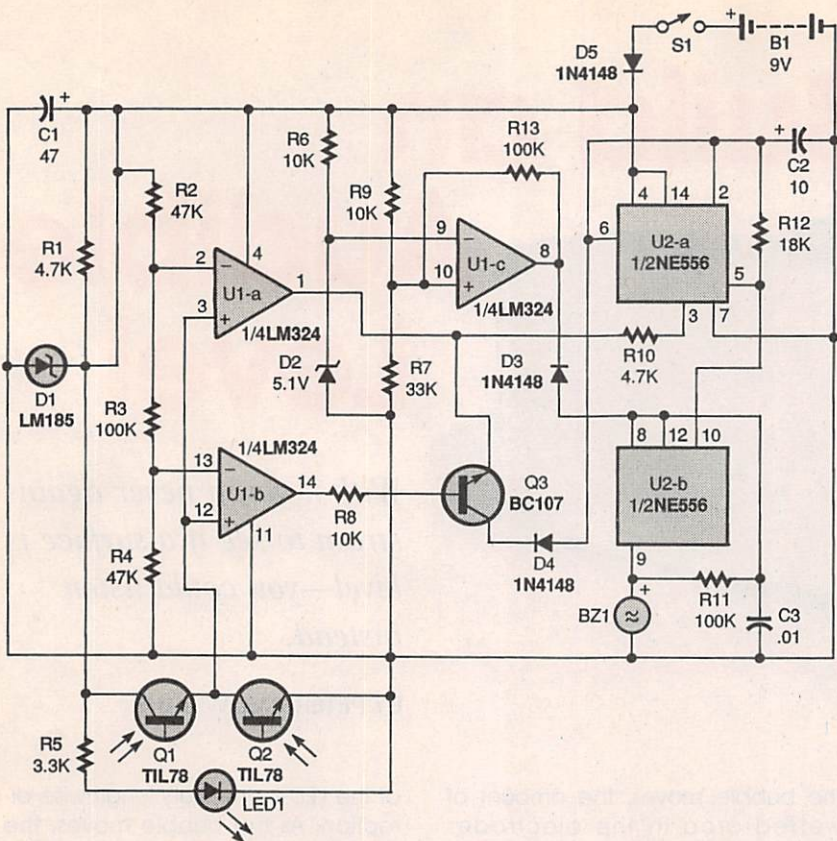 S1
+
B1
9V
D5
1N4148
+
C1
47
R6
10K
R13
100K
+
C2
10
R2
47K
R9
10K
4
14
2
R1
4.7K
9
8
6
U2-a
1/2NE556
R12
18K
2
4
10
U1-c
5
U1-a
1
3
1/4LM324
1/4LM324
3
7
D2
5.1V
R7
33K
D3
1N4148
R10
4.7K
D1
LM185
R3
100K
1/4LM324
8
12
10
13
U1-b
14
Q3
BC107
U2-b
1/2NE556
12
11
R8
10K
R4
47K
D4
1N4148
9
+
BZ1
R11
100K
C3
.01
R5
3.3K
Q1
TIL78
Q2
TIL78
LED1